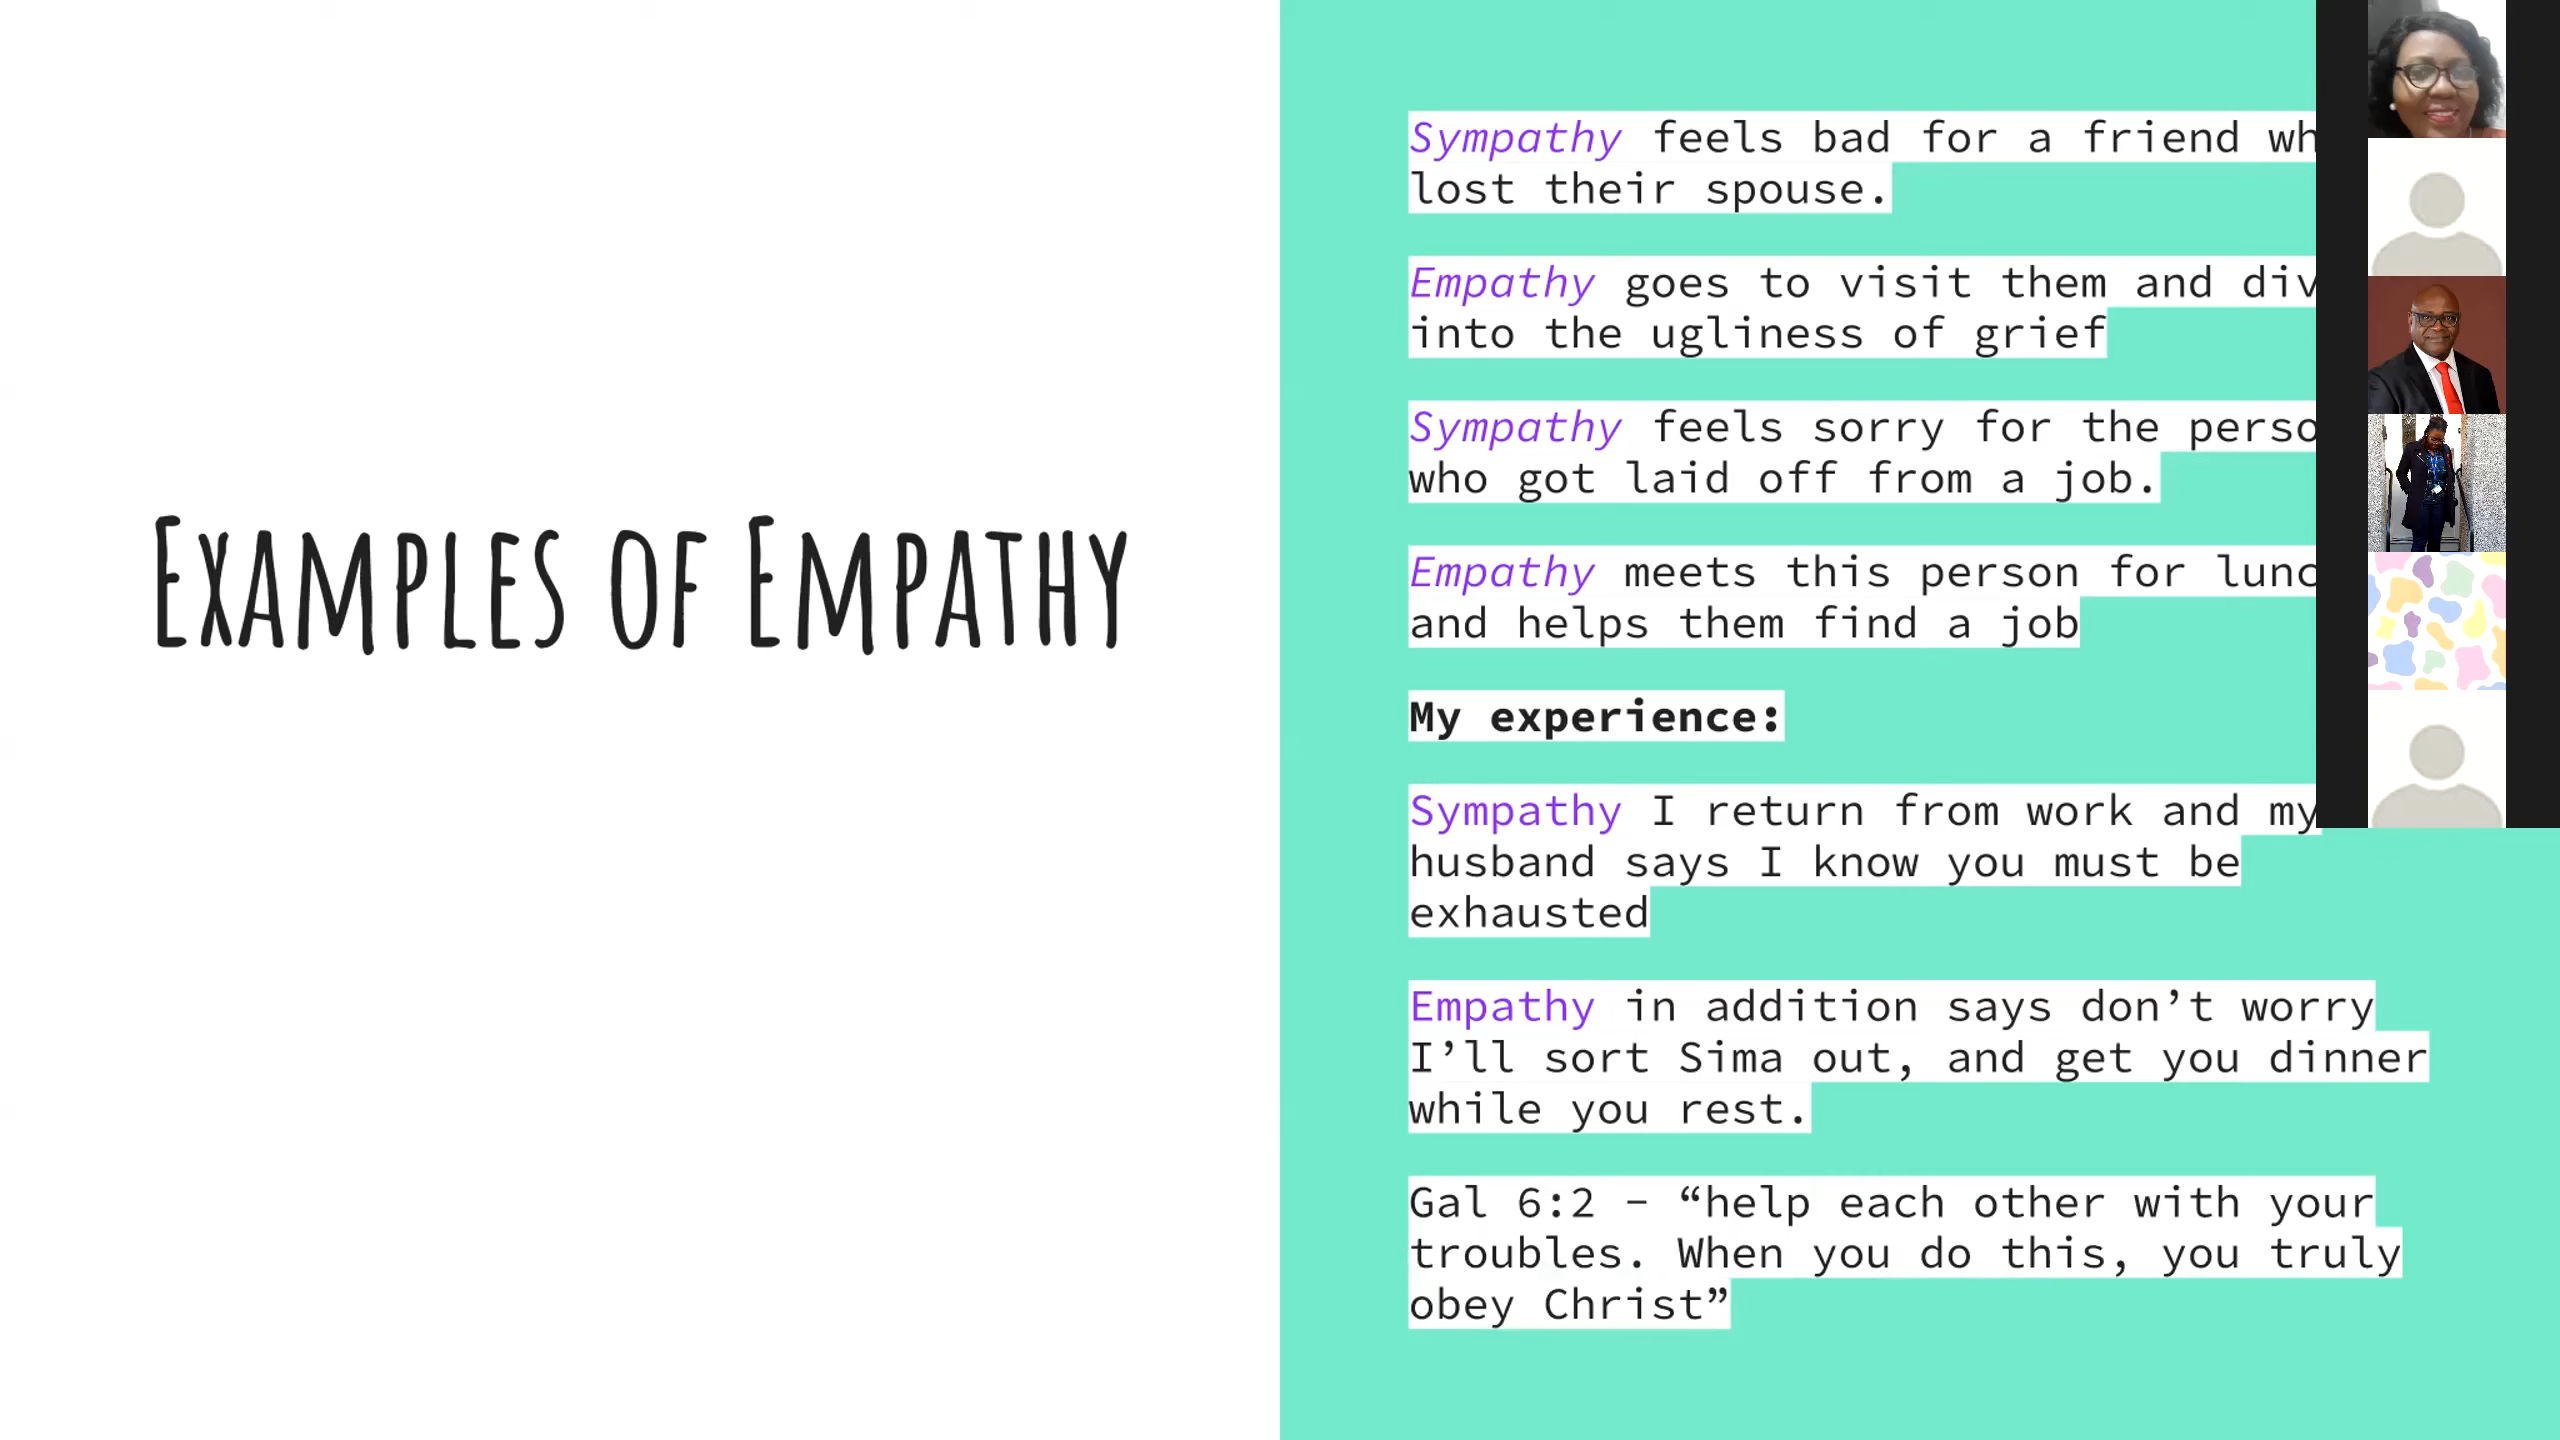 Examples of Empathy
Sympathy feels bad for a friend
lost their spouse.
Empathy goes to visit them and
into the ugliness of grief
Sympathy feels sorry for the
who got laid off from a job.
Empathy meets this person for
and helps them find a job
My experience:
Sympathy I return from work and my
husband says I know you must be
exhausted
Empathy in addition says don’t worry
I’ll sort Sima out, and get you dinner
while you rest.
Gal 6:2 – “help each other with your
troubles. When you do this, you truly
obey Christ”